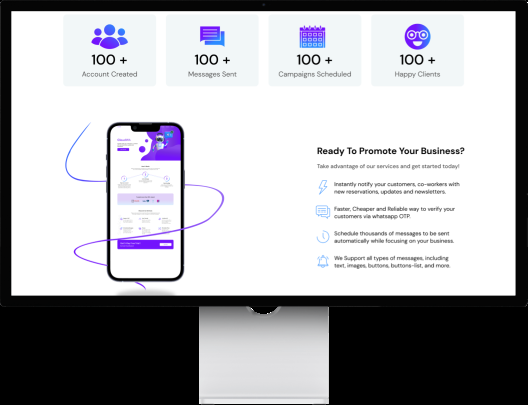 100 +
Account Created
100 +
Messages Sent
100 +
Campaigns Scheduled
100 +
Happy Clients
Ready To Promote Your Business?
Take advantage of our services and get started today!
Instantly notify your customers, co-workers with
new reservations, updates and newsletters.
Faster, Cheaper and Reliable way to verify your
customers via whatsapp OTP.
Schedule thousands of messages to be sent
automatically while focusing on your business.
We Support all types of messages, including
text, images, buttons, buttons-list, and more.